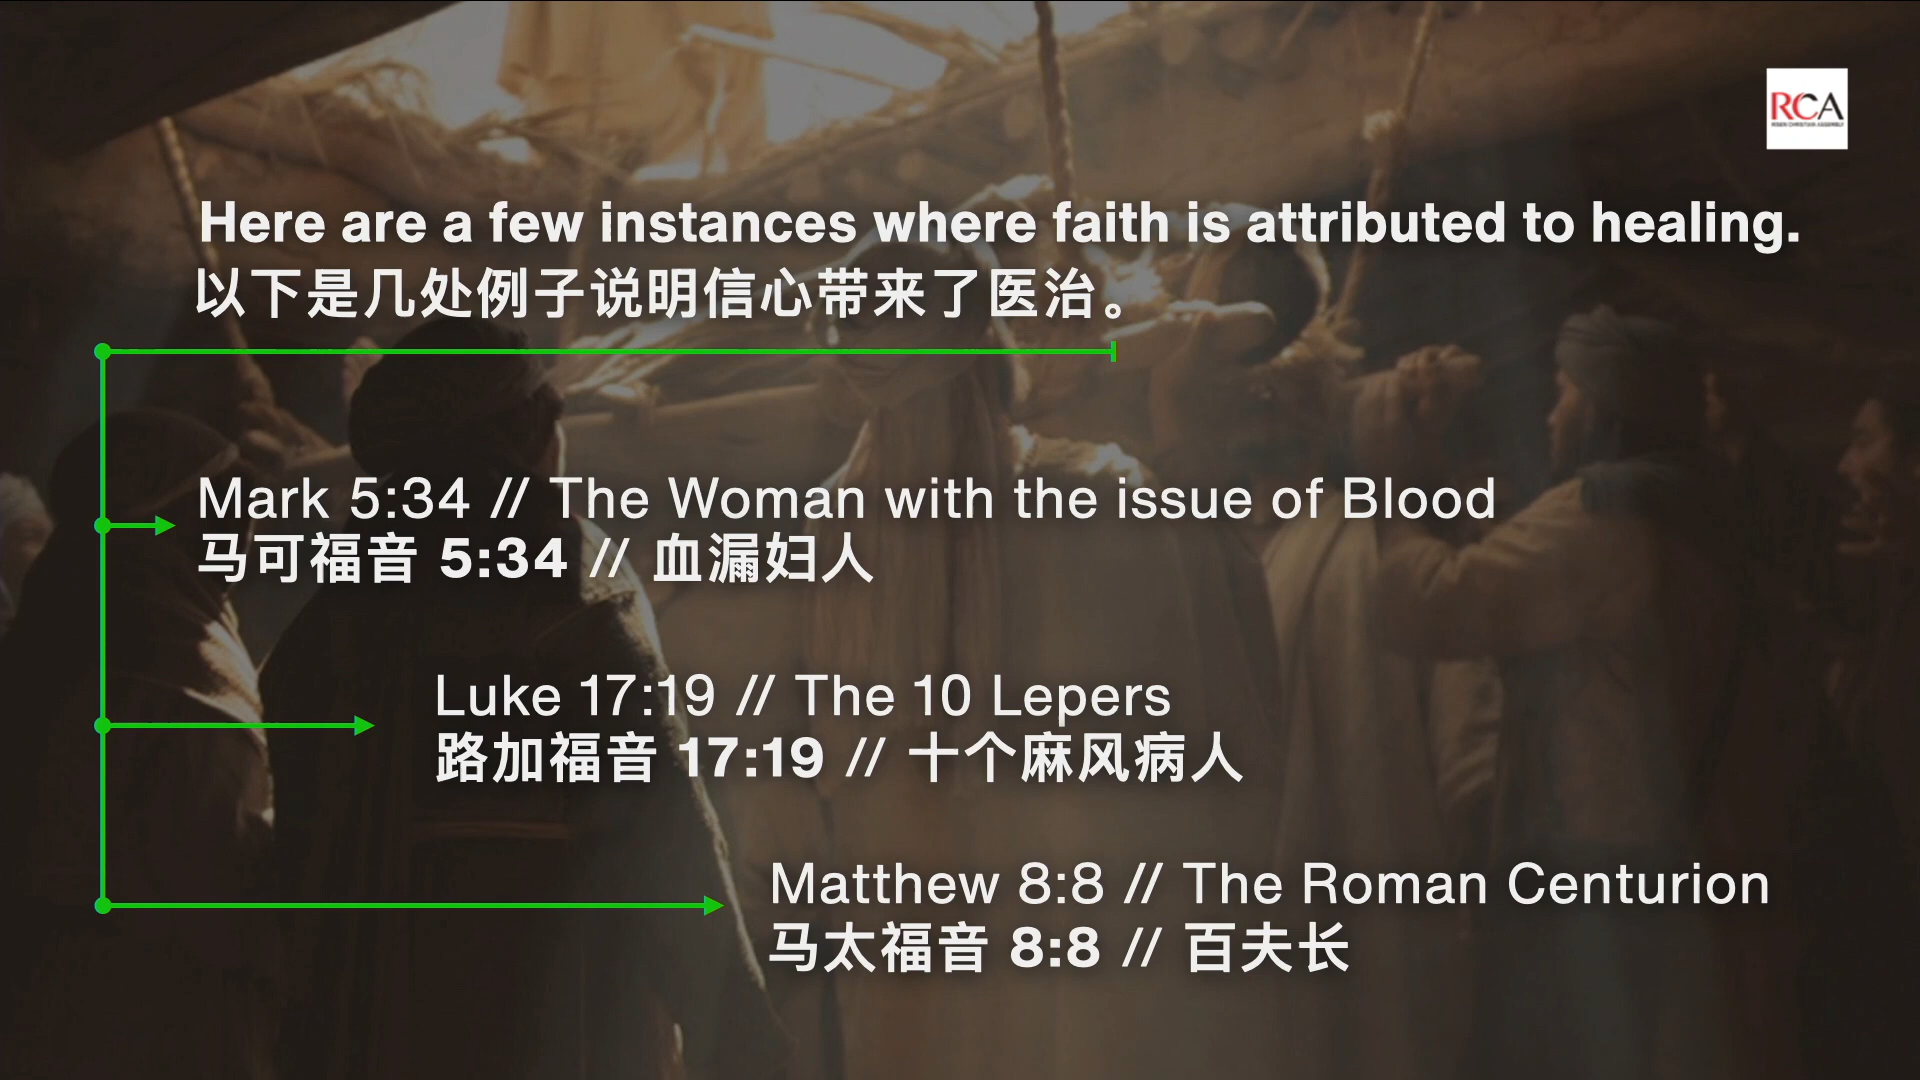 RCA
RISEN CHRISTIAN ASSEMBLY
Here are a few instances where faith is attributed to healing.
以下是几处例子说明信心带来了医治。
Mark 5:34 // The Woman with the issue of Blood
马可福音 5:34 // 血漏妇人
Luke 17:19 // The 10 Lepers
路加福音 17:19 // 十个麻风病人
Matthew 8:8 // The Roman Centurion
马太福音 8:8 // 百夫长